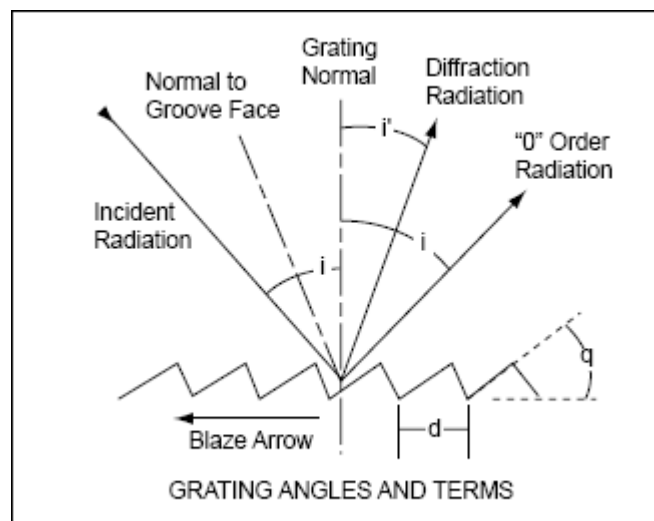 Grating
Normal
Normal to
Groove Face
Diffraction
Radiation
i'
"0" Order
Radiation
Incident
Radiation
i
i
q
d
Blaze Arrow
GRATING ANGLES AND TERMS